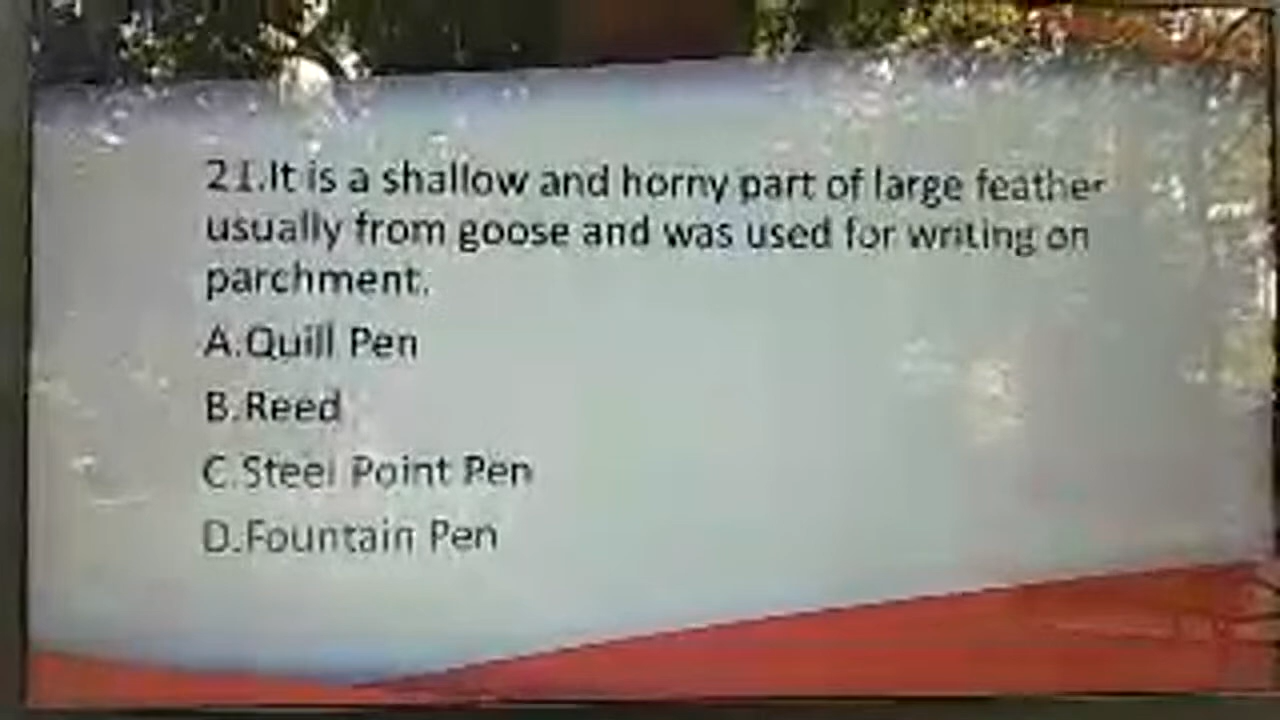 21.It is a shallow and horny part of large feather
usually from goose and was used for writing on
parchment.
A.Quill Pen
B.Reed
C.Steel Point Pen
D.Fountain Pen